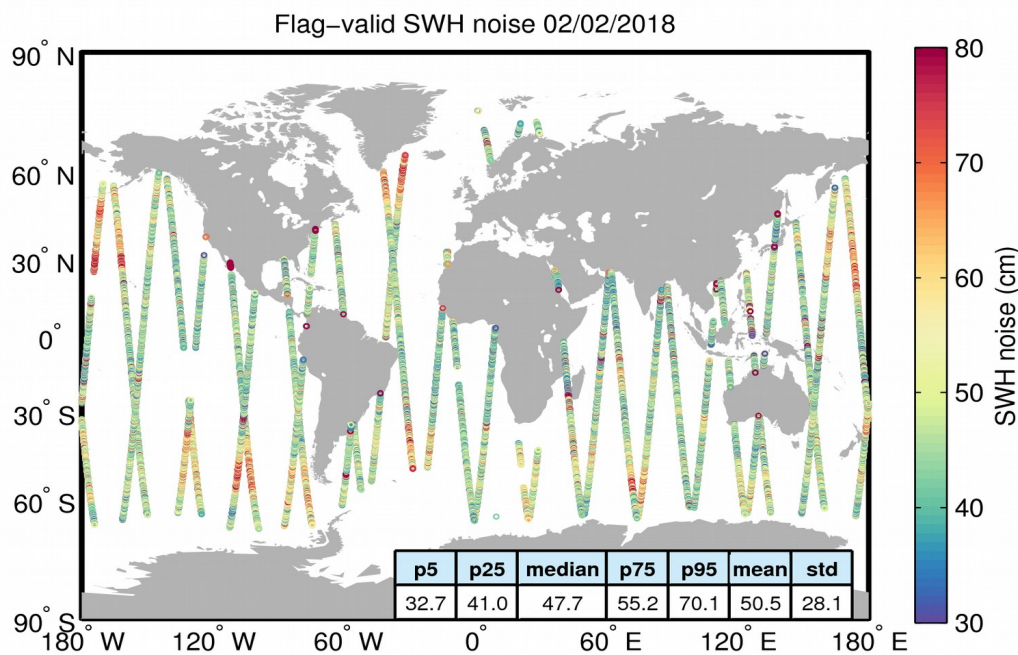 Flag−valid SWH noise 02/02/2018
90° N
60° N
30° N
0°
30° S
60° S
90° S
180° W
120° W
60° W
0°
60° E
120° E
180° E
80
70
60
50
40
30
SWH noise (cm)
p5 p25 median p75 p95 mean std
32.7 41.0 47.7 55.2 70.1 50.5 28.1